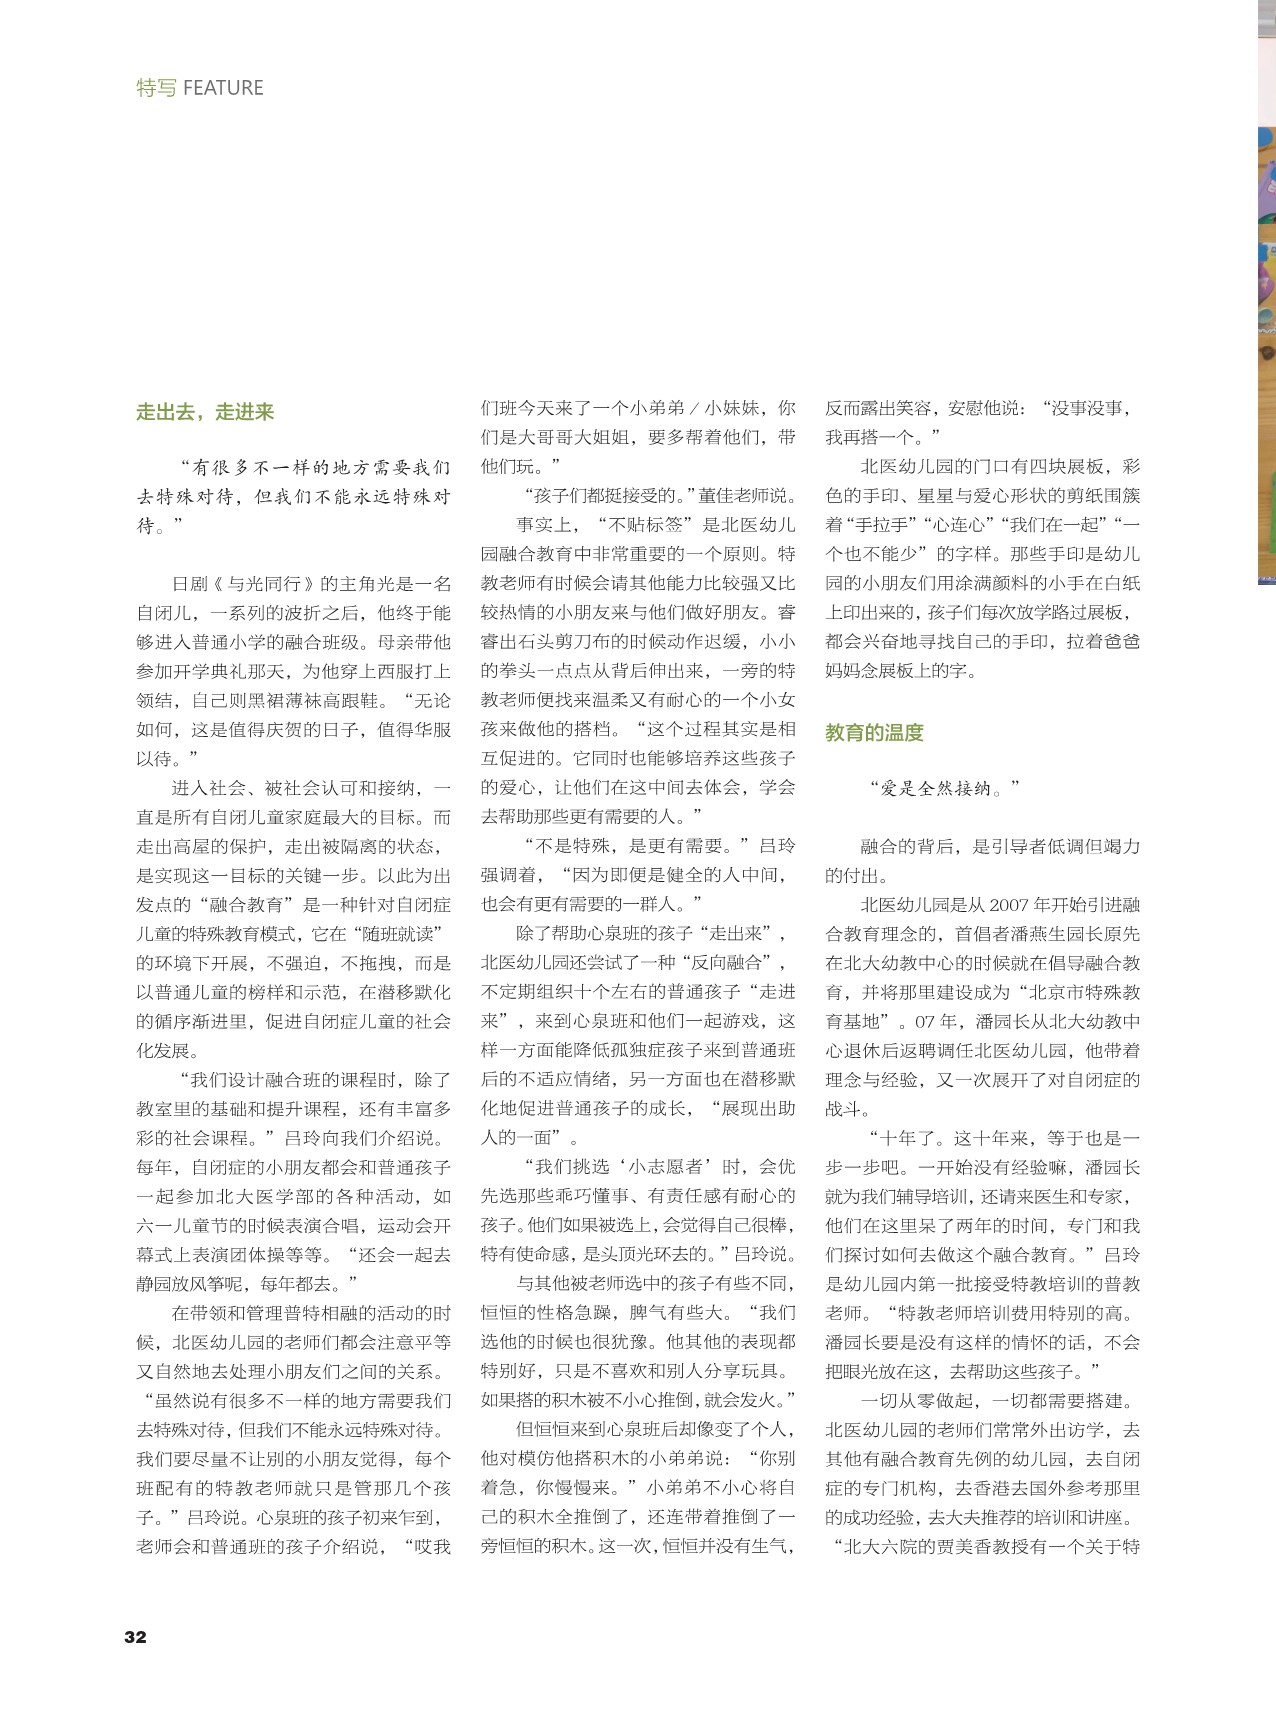 特写 FEATURE
走出去，走进来
“有很多不一样的地方需要我们
去特殊对待，但我们不能永远特殊对
待。”
日剧《与光同行》的主角光是一名
自闭儿，一系列的波折之后，他终于能
够进入普通小学的融合班级。母亲带他
参加开学典礼那天，为他穿上西服打上
领结，自己则黑裙薄袜高跟鞋。“无论
如何，这是值得庆贺的日子，值得华服
以待。”
进入社会、被社会认可和接纳，一
直是所有自闭儿童家庭最大的目标。而
走出高屋的保护，走出被隔离的状态，
是实现这一目标的关键一步。以此为出
发点的“融合教育”是一种针对自闭症
儿童的特殊教育模式，它在“随班就读”
的环境下开展，不强迫，不拖拽，而是
以普通儿童的榜样和示范，在潜移默化
的循序渐进里，促进自闭症儿童的社会
化发展。
“我们设计融合班的课程时，除了
教室里的基础和提升课程，还有丰富多
彩的社会课程。”吕玲向我们介绍说。
每年，自闭症的小朋友都会和普通孩子
一起参加北大医学部的各种活动，如
六一儿童节的时候表演合唱，运动会开
幕式上表演团体操等等。“还会一起去
静园放风筝呢，每年都去。”
在带领和管理普特相融的活动的时
候，北医幼儿园的老师们都会注意平等
又自然地去处理小朋友们之间的关系。
“虽然说有很多不一样的地方需要我们
去特殊对待，但我们不能永远特殊对待。
我们要尽量不让别的小朋友觉得，每个
班配有的特教老师就只是管那几个孩
子。”吕玲说。心泉班的孩子初来乍到，
老师会和普通班的孩子介绍说，“哎我
们班今天来了一个小弟弟/小妹妹，你
们是大哥哥大姐姐，要多帮着他们，带
他们玩。”
“孩子们都挺接受的。”董佳老师说。
事实上，“不贴标签”是北医幼儿
园融合教育中非常重要的一个原则。特
教老师有时候会请其他能力比较强又比
较热情的小朋友来与他们做好朋友。睿
睿出石头剪刀布的时候动作迟缓，小小
的拳头一点点从背后伸出来，一旁的特
教老师便找来温柔又有耐心的一个小女
孩来做他的搭档。“这个过程其实是相
互促进的。它同时也能够培养这些孩子
的爱心，让他们在这中间去体会，学会
去帮助那些更有需要的人。”
“不是特殊，是更有需要。”吕玲
强调着，“因为即便是健全的人中间，
也会有更有需要的一群人。”
除了帮助心泉班的孩子“走出来”，
北医幼儿园还尝试了一种“反向融合”，
不定期组织十个左右的普通孩子“走进
来”，来到心泉班和他们一起游戏，这
样一方面能降低孤独症孩子来到普通班
后的不适应情绪，另一方面也在潜移默
化地促进普通孩子的成长，“展现出助
人的一面”。
“我们挑选‘小志愿者’时，会优
先选那些乖巧懂事、有责任感有耐心的
孩子。他们如果被选上，会觉得自己很棒，
特有使命感，是头顶光环去的。”吕玲说。
与其他被老师选中的孩子有些不同，
恒恒的性格急躁，脾气有些大。“我们
选他的时候也很犹豫。他其他的表现都
特别好，只是不喜欢和别人分享玩具。
如果搭的积木被不小心推倒，就会发火。”
但恒恒来到心泉班后却像变了个人，
他对模仿他搭积木的小弟弟说：“你别
着急，你慢慢来。”小弟弟不小心将自
己的积木全推倒了，还连带着推倒了一
旁恒恒的积木。这一次，恒恒并没有生气，
反而露出笑容，安慰他说：“没事没事，
我再搭一个。”
北医幼儿园的门口有四块展板，彩
色的手印、星星与爱心形状的剪纸围簇
着“手拉手”“心连心”“我们在一起”“一
个也不能少”的字样。那些手印是幼儿
园的小朋友们用涂满颜料的小手在白纸
上印出来的，孩子们每次放学路过展板，
都会兴奋地寻找自己的手印，拉着爸爸
妈妈念展板上的字。
教育的温度
“爱是全然接纳。”
融合的背后，是引导者低调但竭力
的付出。
北医幼儿园是从 2007 年开始引进融
合教育理念的，首倡者潘燕生园长原先
在北大幼教中心的时候就在倡导融合教
育，并将那里建设成为“北京市特殊教
育基地”。07 年，潘园长从北大幼教中
心退休后返聘调任北医幼儿园，他带着
理念与经验，又一次展开了对自闭症的
战斗。
“十年了。这十年来，等于也是一
步一步吧。一开始没有经验嘛，潘园长
就为我们辅导培训，还请来医生和专家，
他们在这里呆了两年的时间，专门和我
们探讨如何去做这个融合教育。”吕玲
是幼儿园内第一批接受特教培训的普教
老师。“特教老师培训费用特别的高。
潘园长要是没有这样的情怀的话，不会
把眼光放在这，去帮助这些孩子。”
一切从零做起，一切都需要搭建。
北医幼儿园的老师们常常外出访学，去
其他有融合教育先例的幼儿园，去自闭
症的专门机构，去香港去国外参考那里
的成功经验，去大夫推荐的培训和讲座。
“北大六院的贾美香教授有一个关于特
32